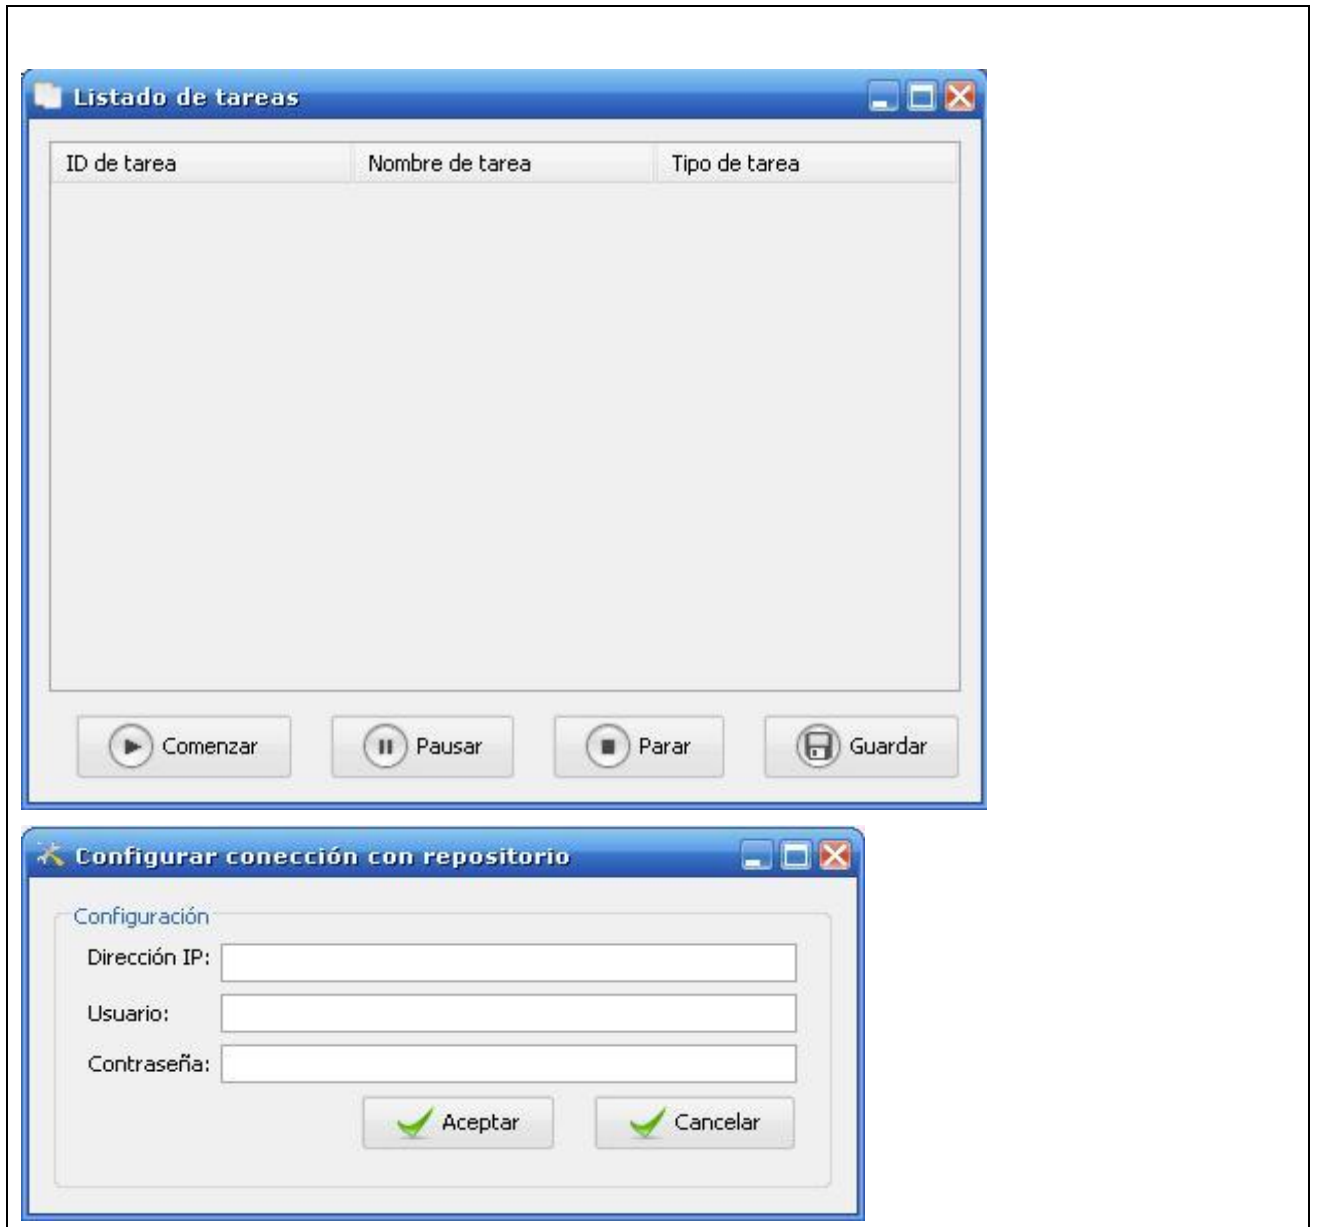 Listado de tareas
ID de tarea Nombre de tarea Tipo de tarea
Comenzar Pausar Parar Guardar
Configurar conección con repositorio
Configuración
Dirección IP:
Usuario:
Contraseña:
Aceptar Cancelar